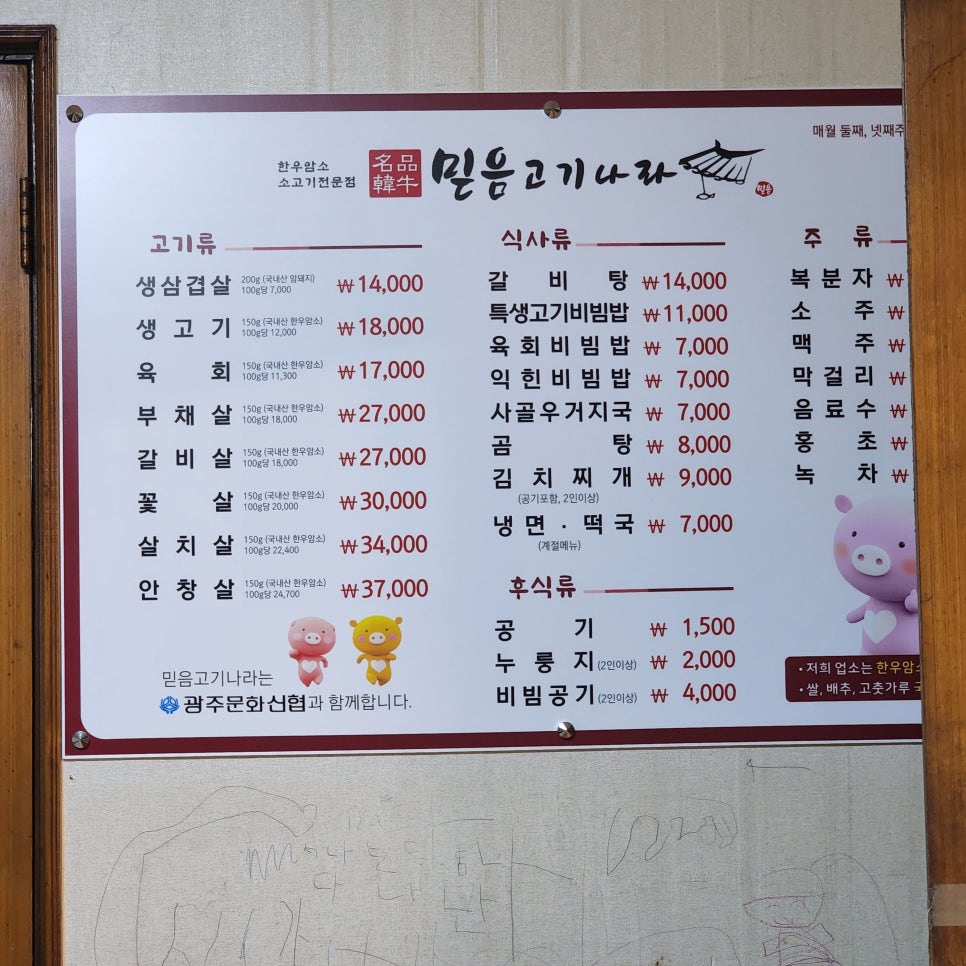 매월 둘째, 넷째주
한우암소
소고기전문점
名品
韓牛
믿음고기나라
믿음
고기류
생삼겹살 200g (국내산 암돼지) 100g당 7,000 ₩14,000
생고기 150g (국내산 한우암소) 100g당 12,000 ₩18,000
육회 150g (국내산 한우암소) 100g당 11,300 ₩17,000
부채살 150g (국내산 한우암소) 100g당 18,000 ₩27,000
갈비살 150g (국내산 한우암소) 100g당 18,000 ₩27,000
꽃살 150g (국내산 한우암소) 100g당 20,000 ₩30,000
살치살 150g (국내산 한우암소) 100g당 22,400 ₩34,000
안창살 150g (국내산 한우암소) 100g당 24,700 ₩37,000
믿음고기나라는
광주문화신협과 함께합니다.
식사류
갈비탕 ₩14,000
특생고기비빔밥 ₩11,000
육회비빔밥 ₩7,000
익힌비빔밥 ₩7,000
사골우거지국 ₩7,000
곰탕 ₩8,000
김치찌개 ₩9,000
(공기포함, 2인이상)
냉면·떡국 ₩7,000
(계절메뉴)
후식류
공기 ₩1,500
누룽지(2인이상) ₩2,000
비빔공기(2인이상) ₩4,000
주류
복분자 ₩
소주 ₩
맥주 ₩
막걸리 ₩
음료수 ₩
홍초 ₩
녹차 ₩
• 저희 업소는 한우암소
• 쌀, 배추, 고춧가루